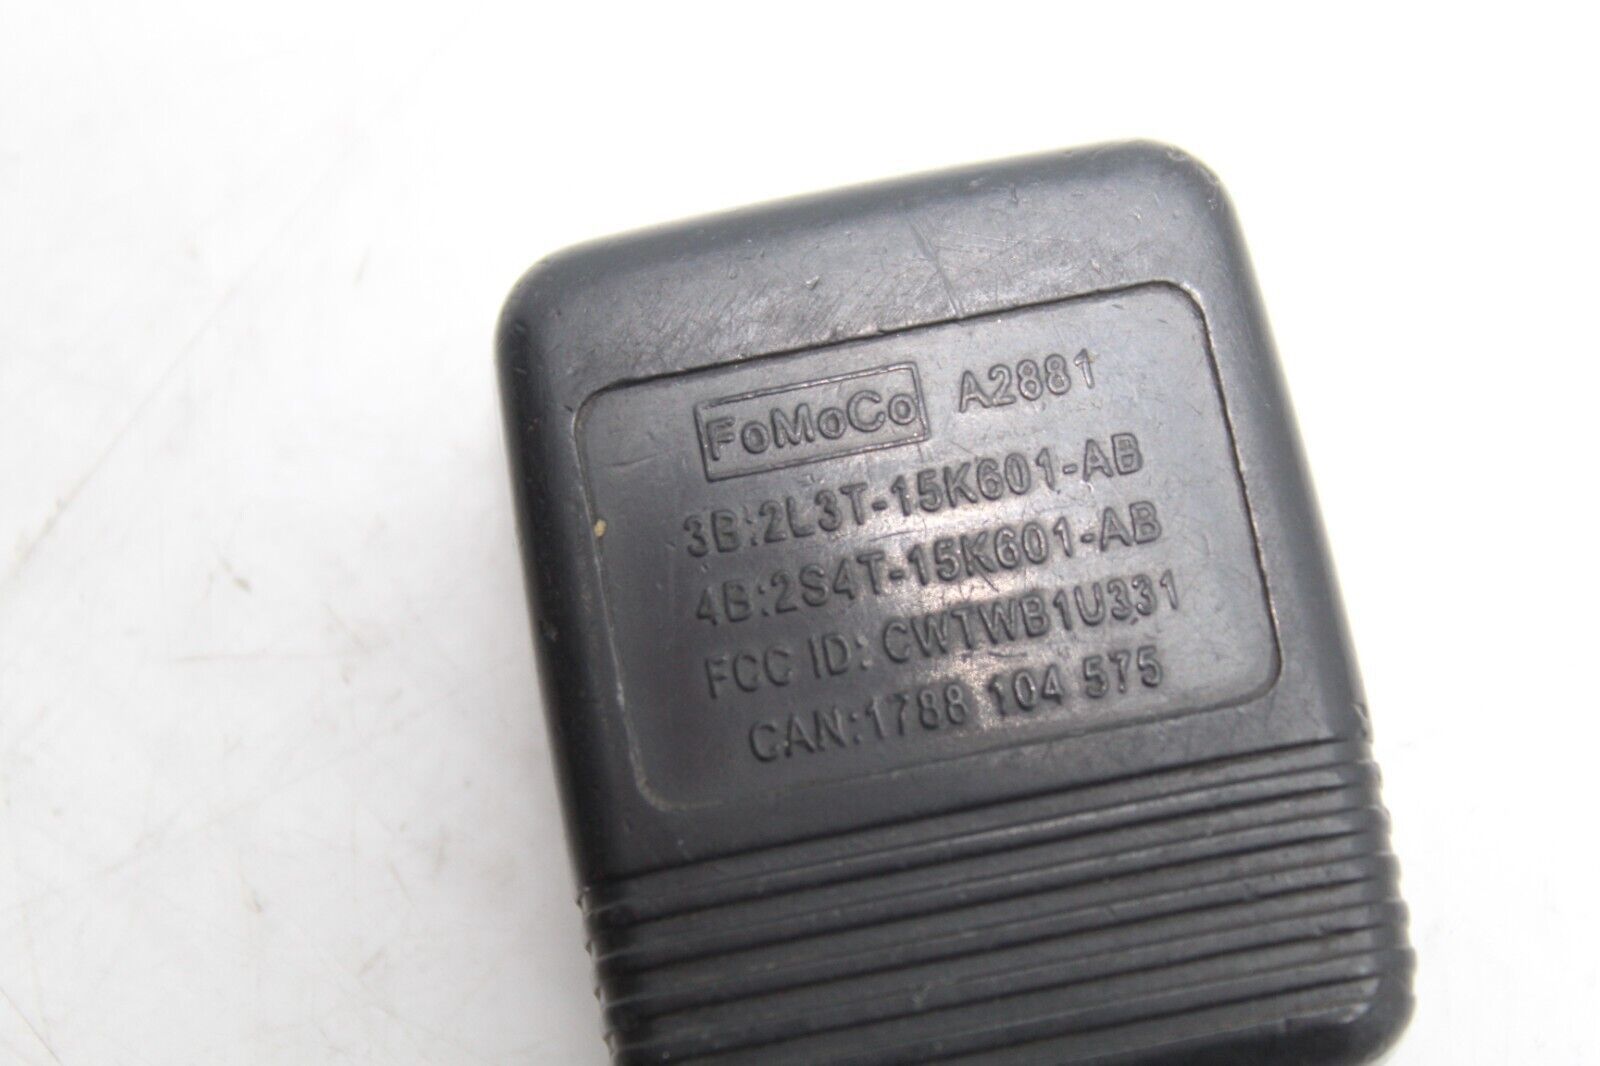 FoMoCo A2881
3B:2L3T-15K601-AB
4B:2S4T-15K601-AB
FCC ID: CWTWB1U331
CAN:1788 104 575